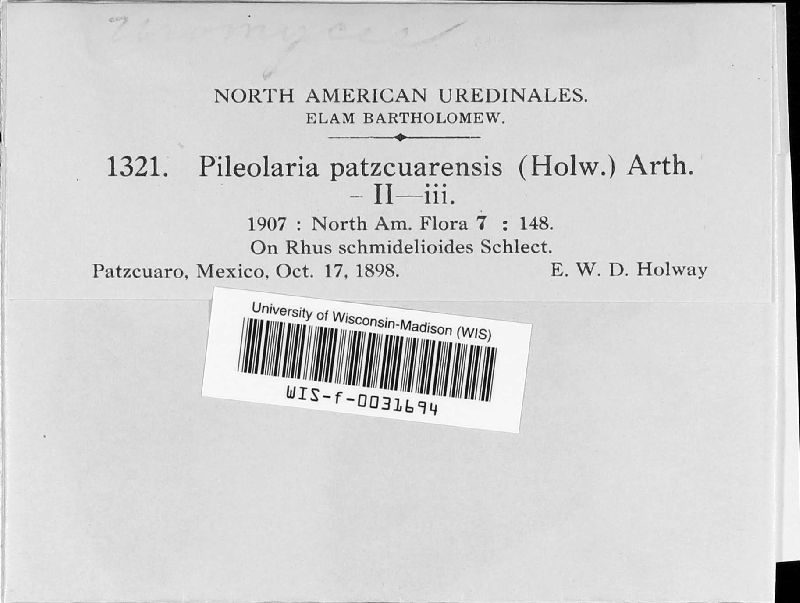 Uromyces
NORTH AMERICAN UREDINALES.
ELAM BARTHOLOMEW.
1321. Pileolaria patzcuarensis (Holw.) Arth.
– II—iii.
1907 : North Am. Flora 7 : 148.
On Rhus schmidelioides Schlect.
Patzcuaro, Mexico, Oct. 17, 1898. E. W. D. Holway
University of Wisconsin-Madison (WIS)
WIS-f-0031694